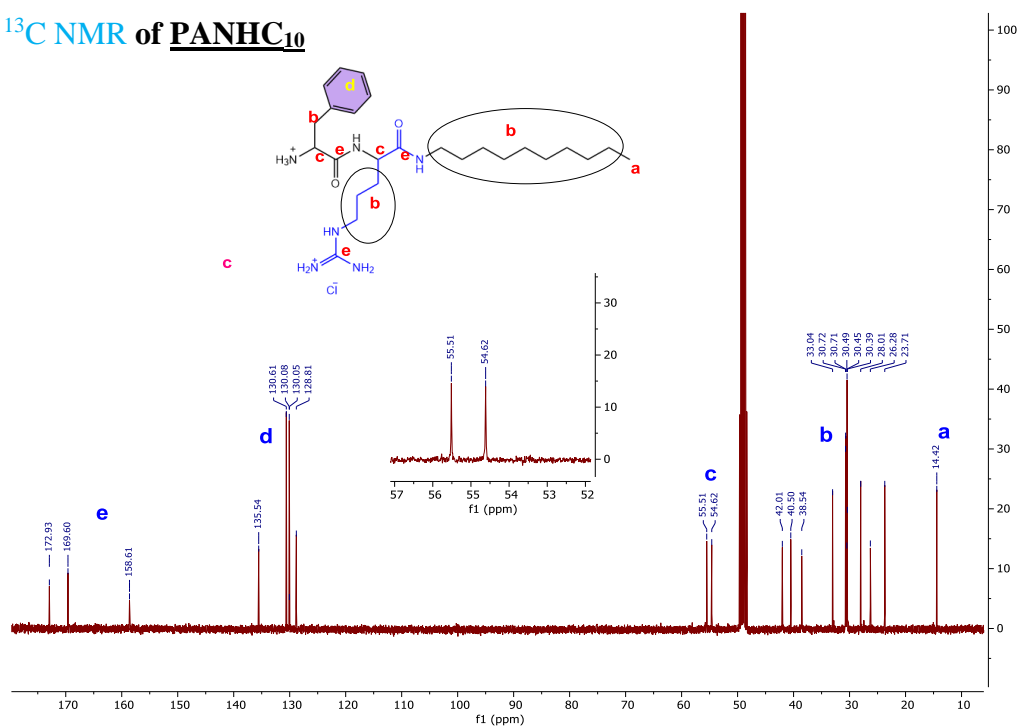 ¹³C NMR of PANHC₁₀
d
b
H₃N⁺
c
e
O
H
N
c
O
e
N
H
b
a
b
HN
e
H₂N⁺
NH₂
Cl⁻
c
55.51
54.62
30
20
10
0
57 56 55 54 53 52
f1 (ppm)
172.93
169.60
158.61
e
135.54
130.61
130.08
130.05
128.81
d
c
55.51
54.62
42.01
40.50
38.54
33.04
30.72
30.71
30.49
30.45
30.39
28.01
26.28
23.71
b
a
14.42
100
90
80
70
60
50
40
30
20
10
0
170 160 150 140 130 120 110 100 90 80 70 60 50 40 30 20 10
f1 (ppm)